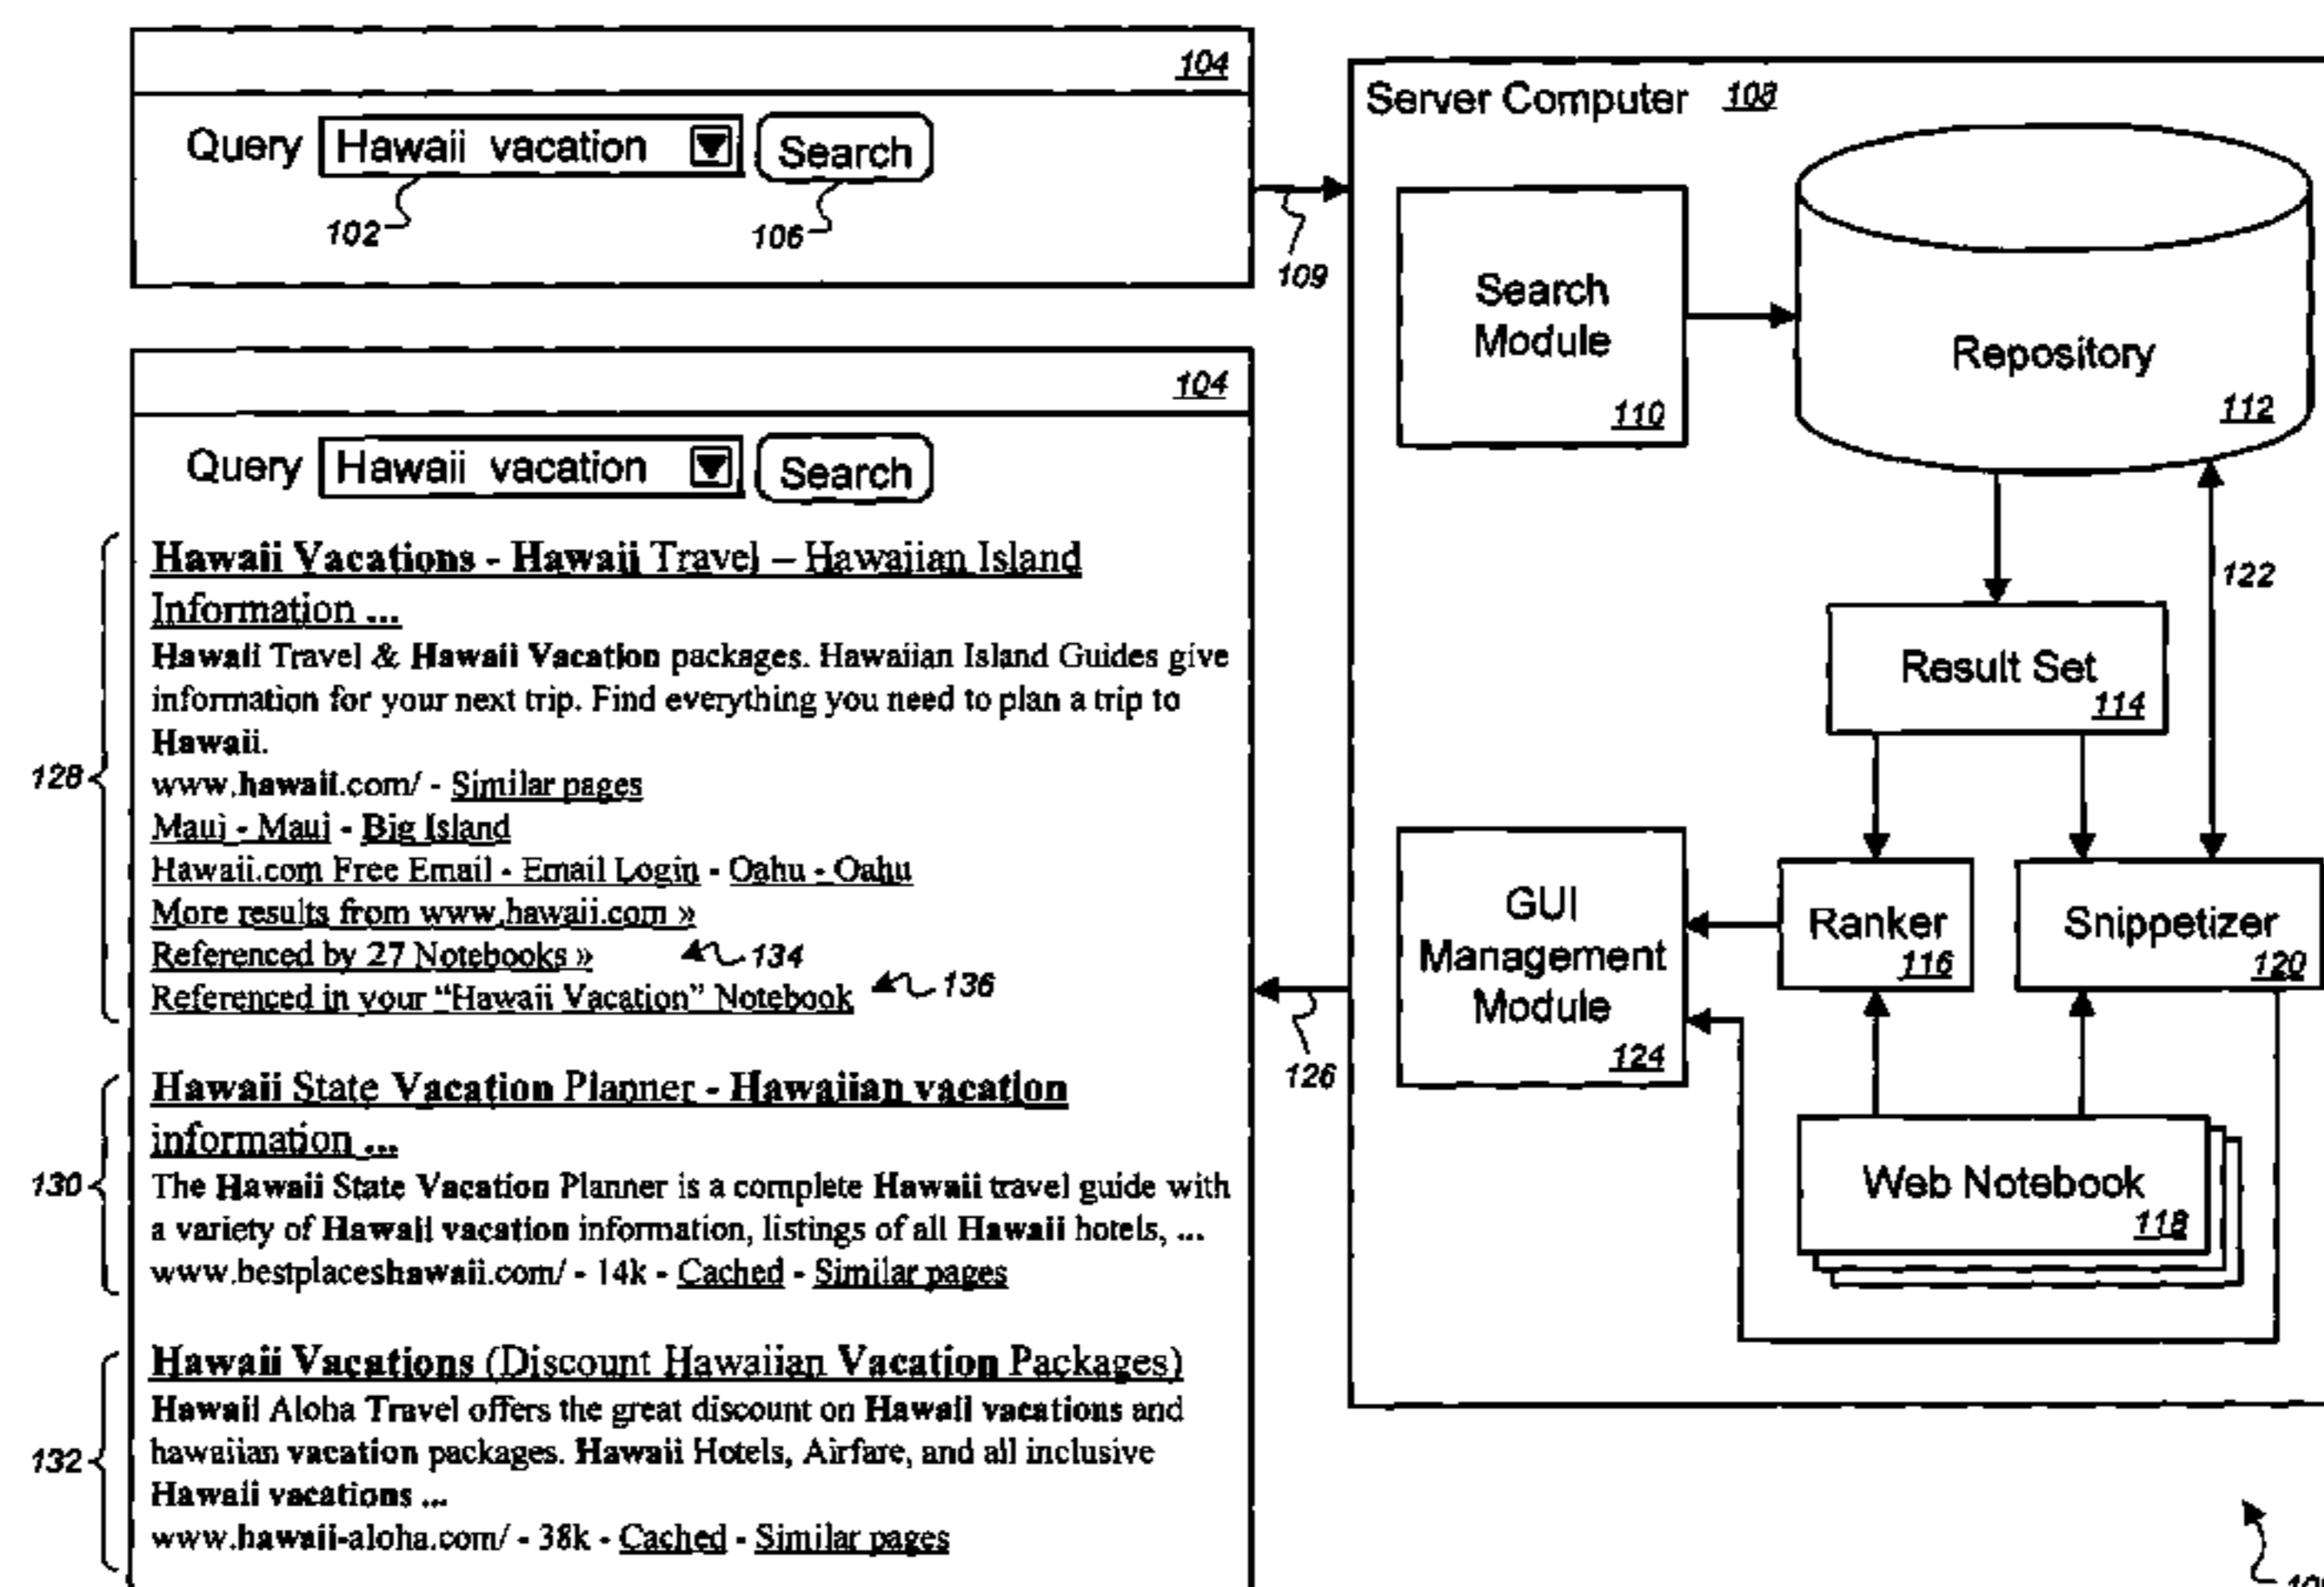 104
Query Hawaii vacation Search
102
106
109
104
Query Hawaii vacation Search
Hawaii Vacations - Hawaii Travel – Hawaiian Island
Information ...
Hawaii Travel & Hawaii Vacation packages. Hawaiian Island Guides give
information for your next trip. Find everything you need to plan a trip to
Hawaii.
www.hawaii.com/ - Similar pages
Maui - Maui - Big Island
Hawaii.com Free Email - Email Login - Oahu - Oahu
More results from www.hawaii.com »
Referenced by 27 Notebooks »
134
Referenced in your “Hawaii Vacation” Notebook
136
128
Hawaii State Vacation Planner - Hawaiian vacation
information ...
The Hawaii State Vacation Planner is a complete Hawaii travel guide with
a variety of Hawaii vacation information, listings of all Hawaii hotels, ...
www.bestplaceshawaii.com/ - 14k - Cached - Similar pages
130
Hawaii Vacations (Discount Hawaiian Vacation Packages)
Hawaii Aloha Travel offers the great discount on Hawaii vacations and
hawaiian vacation packages. Hawaii Hotels, Airfare, and all inclusive
Hawaii vacations ...
www.hawaii-aloha.com/ - 38k - Cached - Similar pages
132
126
Server Computer 108
Search
Module
110
Repository
112
122
Result Set
114
GUI
Management
Module
124
Ranker
116
Snippetizer
120
Web Notebook
118